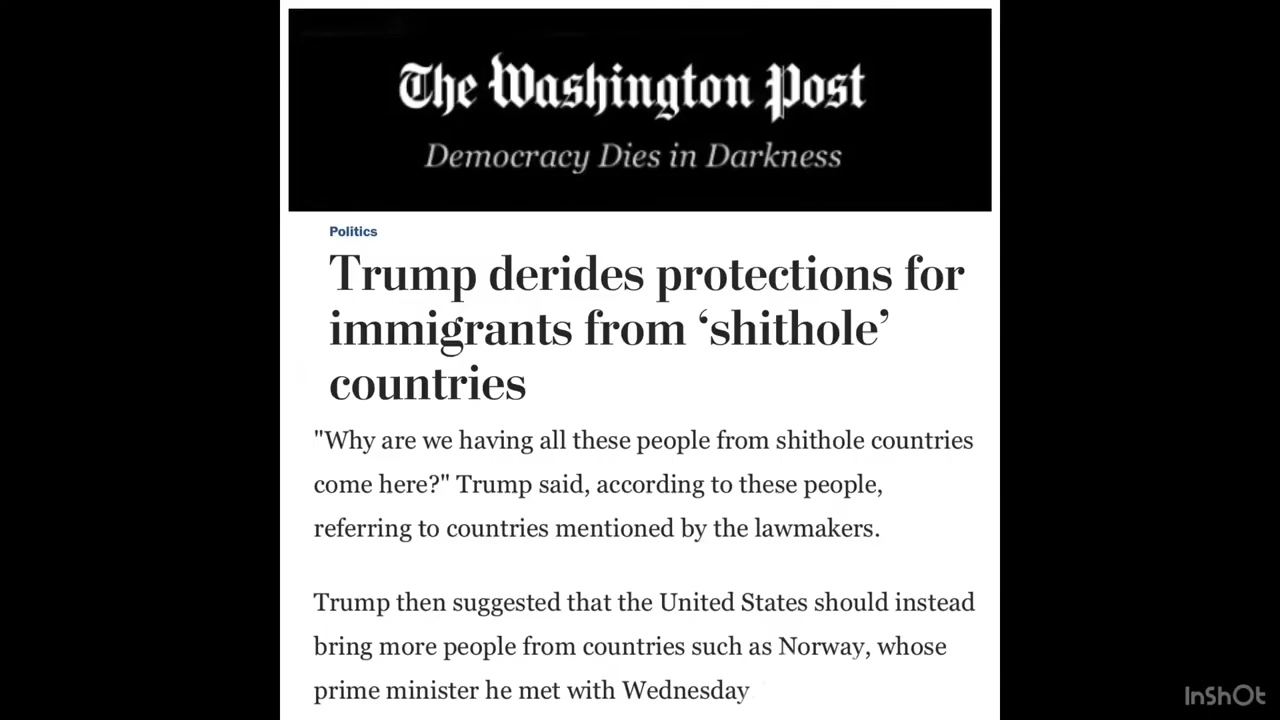 The Washington Post
Democracy Dies in Darkness
Politics
Trump derides protections for
immigrants from ‘shithole’
countries
"Why are we having all these people from shithole countries
come here?" Trump said, according to these people,
referring to countries mentioned by the lawmakers.
Trump then suggested that the United States should instead
bring more people from countries such as Norway, whose
prime minister he met with Wednesday
InShOt